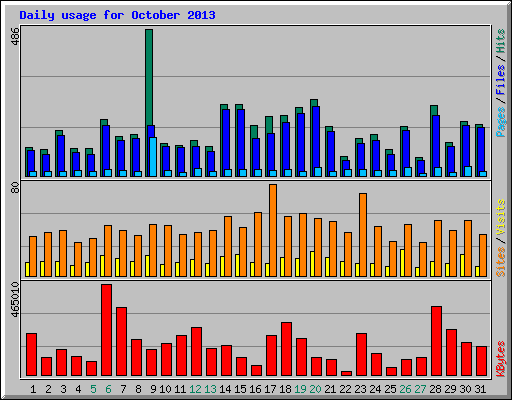 Daily usage for October 2013
486
Pages / Files / Hits
80
Sites / Visits
465010
KBytes
1 2 3 4 5 6 7 8 9 10 11 12 13 14 15 16 17 18 19 20 21 22 23 24 25 26 27 28 29 30 31